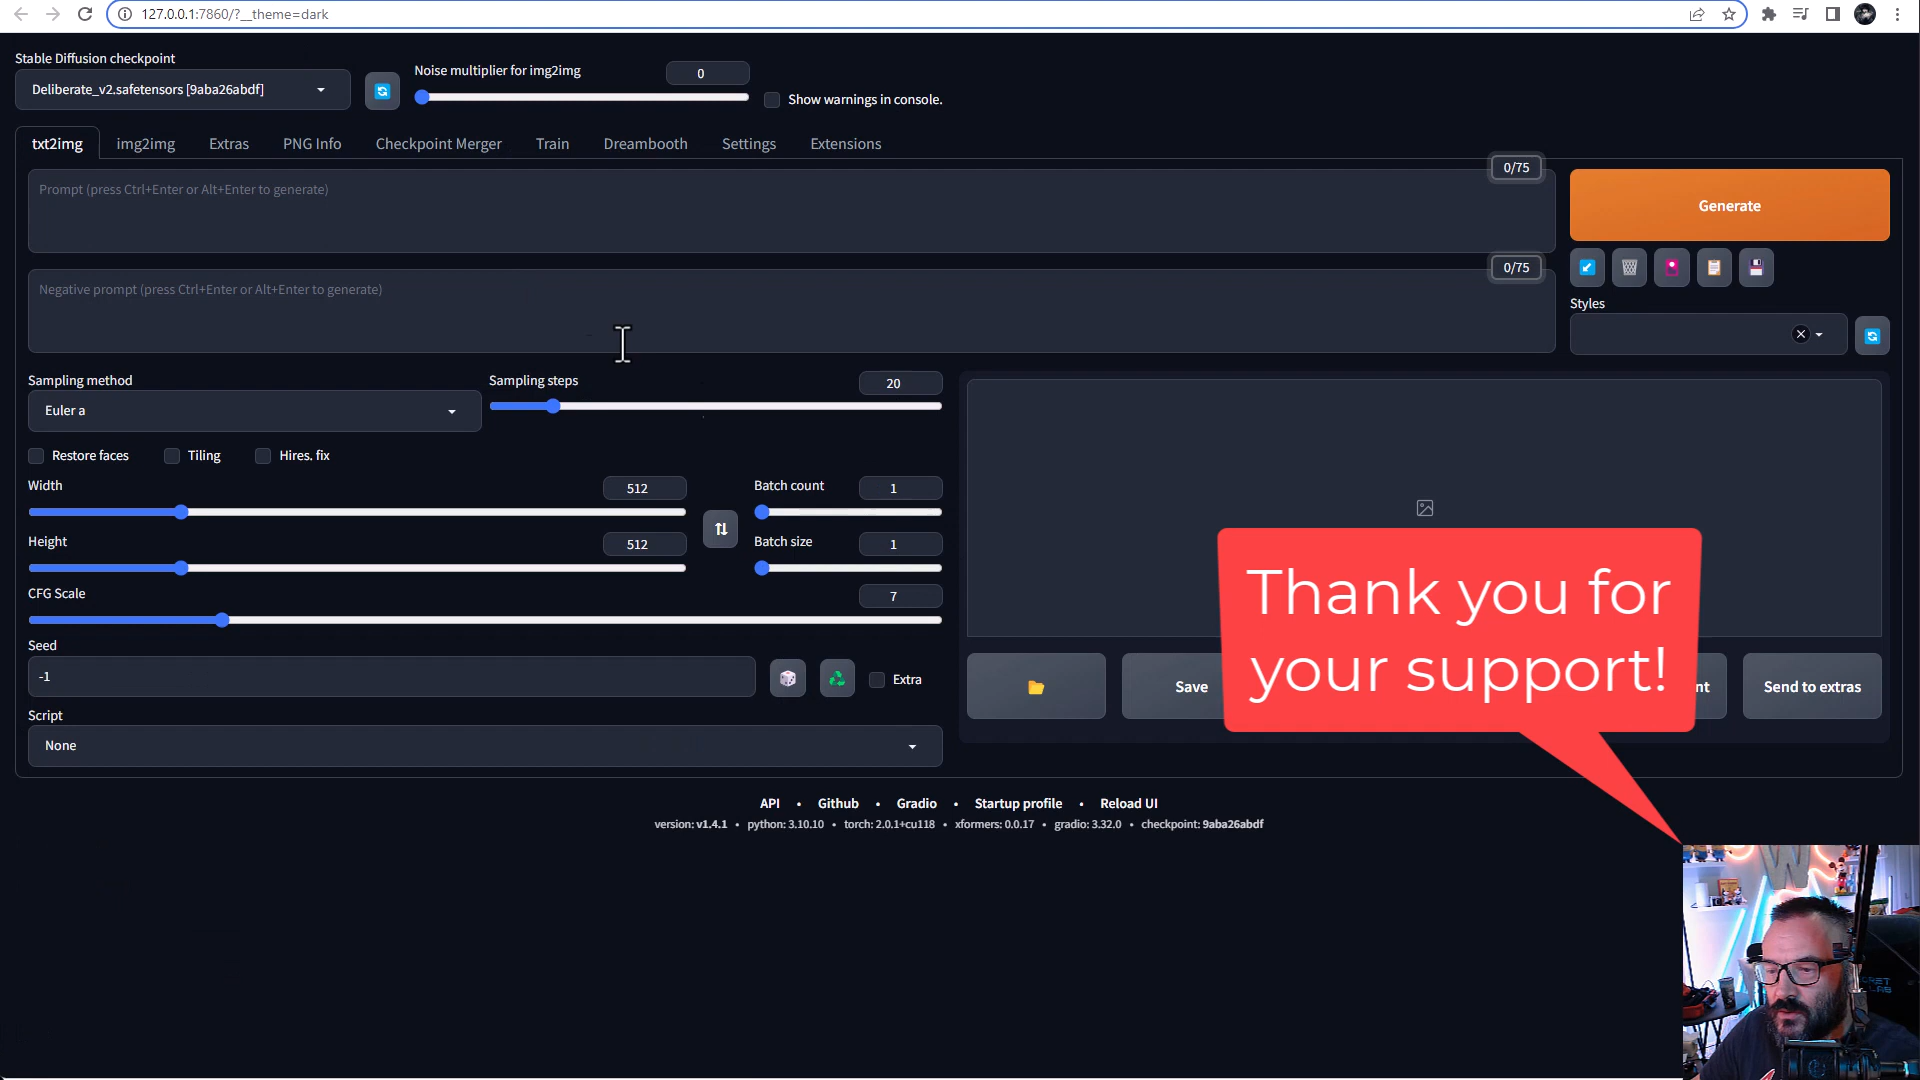 127.0.0.1:7860/?__theme=dark
Stable Diffusion checkpoint
Deliberate_v2.safetensors [9aba26abdf]
Noise multiplier for img2img
0
Show warnings in console.
txt2img
img2img
Extras
PNG Info
Checkpoint Merger
Train
Dreambooth
Settings
Extensions
0/75
Prompt (press Ctrl+Enter or Alt+Enter to generate)
Generate
0/75
Negative prompt (press Ctrl+Enter or Alt+Enter to generate)
Styles
Sampling method
Euler a
Sampling steps
20
Restore faces
Tiling
Hires. fix
Width
512
Batch count
1
Height
512
Batch size
1
CFG Scale
7
Seed
-1
Extra
Script
None
Save
nt
Send to extras
Thank you for
your support!
API • Github • Gradio • Startup profile • Reload UI
version: v1.4.1 • python: 3.10.10 • torch: 2.0.1+cu118 • xformers: 0.0.17 • gradio: 3.32.0 • checkpoint: 9aba26abdf
W